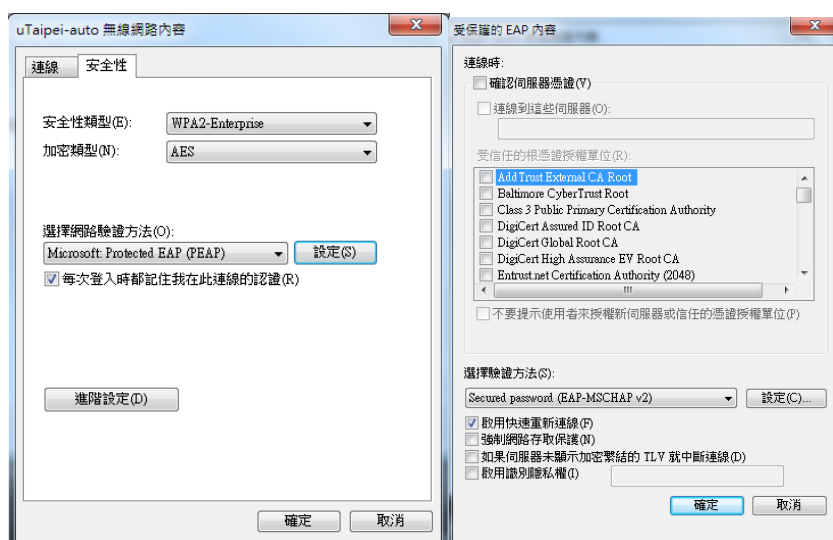 uTaipei-auto 無線網路內容
連線
安全性
安全性類型(E):
WPA2-Enterprise
加密類型(N):
AES
選擇網路驗證方法(O):
Microsoft: Protected EAP (PEAP)
設定(S)
每次登入時都記住我在此連線的認證(R)
進階設定(D)
確定
取消
受保護的 EAP 內容
連線時:
確認伺服器憑證(V)
連線到這些伺服器(O):
受信任的根憑證授權單位(R):
AddTrust External CA Root
Baltimore CyberTrust Root
Class 3 Public Primary Certification Authority
DigiCert Assured ID Root CA
DigiCert Global Root CA
DigiCert High Assurance EV Root CA
Entrust.net Certification Authority (2048)
不要提示使用者來授權新伺服器或信任的憑證授權單位(P)
選擇驗證方法(S):
Secured password (EAP-MSCHAP v2)
設定(C)...
啟用快速重新連線(F)
強制網路存取保護(N)
如果伺服器未顯示加密繫結的 TLV 就中斷連線(D)
啟用識別隱私權(I)
確定
取消